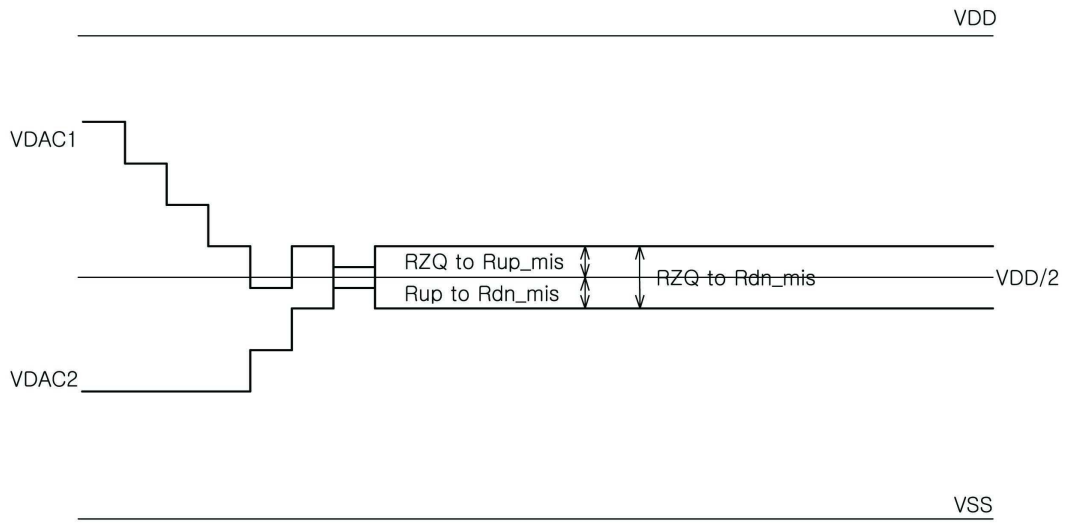 VDD
VDAC1
RZQ to Rup_mis
RZQ to Rdn_mis
VDD/2
Rup to Rdn_mis
VDAC2
VSS